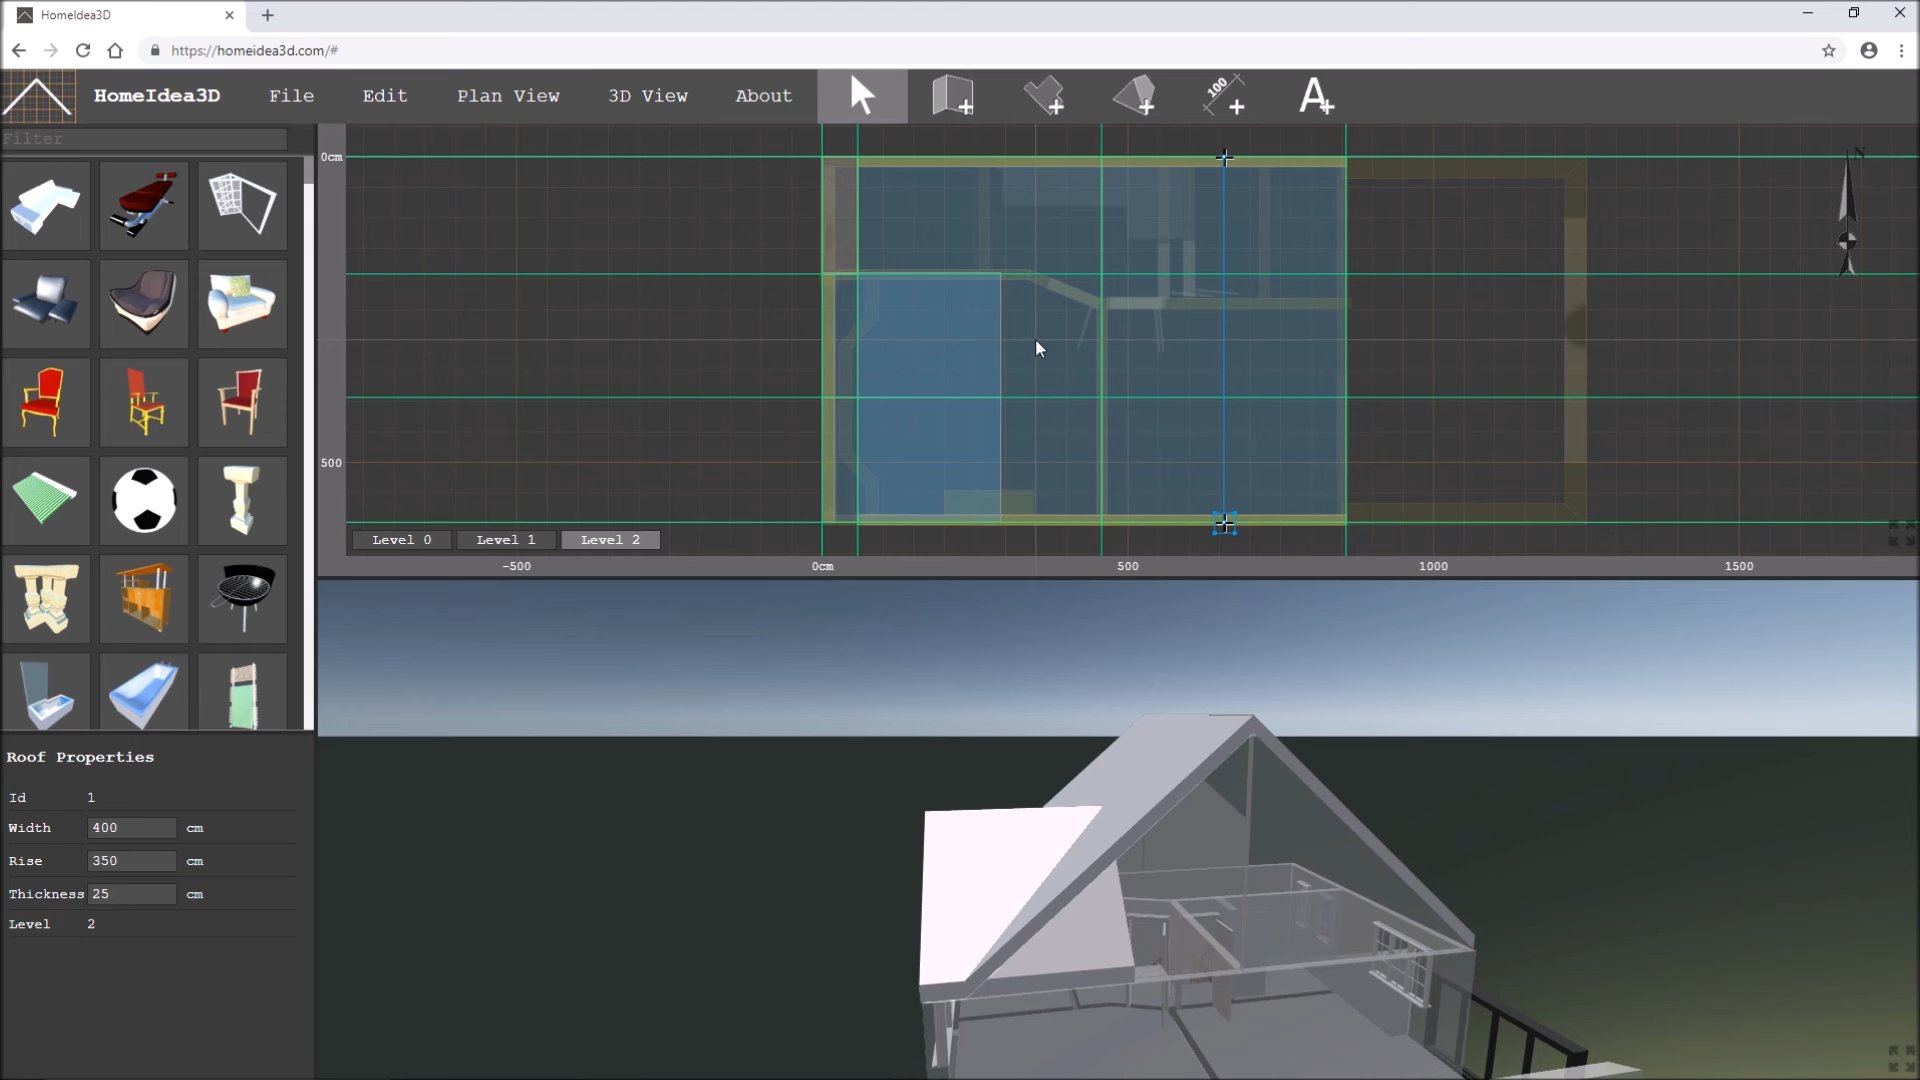 HomeIdea3D
https://homeidea3d.com/#
HomeIdea3D File Edit Plan View 3D View About
100
A
Filter
0cm
500
N
Level 0 Level 1 Level 2
-500 0cm 500 1000 1500
Roof Properties
Id 1
Width 400 cm
Rise 350 cm
Thickness 25 cm
Level 2